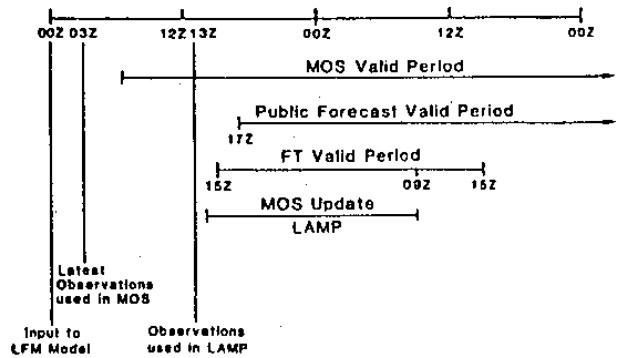 00Z 03Z 12Z 13Z 00Z 12Z 00Z
MOS Valid Period
Public Forecast Valid Period
17Z
FT Valid Period
15Z 09Z 15Z
MOS Update
LAMP
Latest
Observations
used in MOS
Input to
LFM Model
Observations
used in LAMP